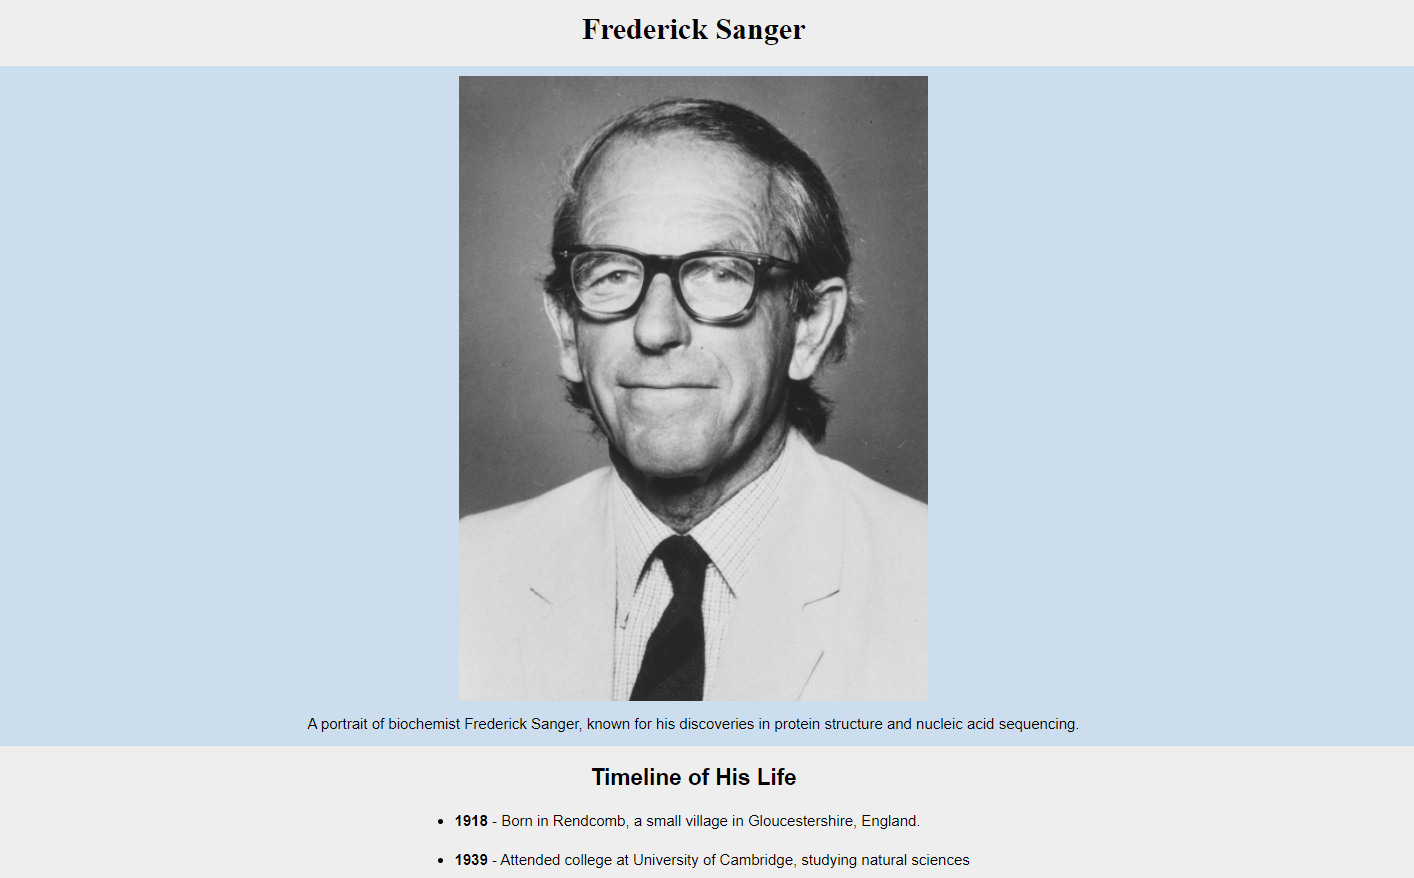 Frederick Sanger
A portrait of biochemist Frederick Sanger, known for his discoveries in protein structure and nucleic acid sequencing.
Timeline of His Life
• 1918 - Born in Rendcomb, a small village in Gloucestershire, England.
• 1939 - Attended college at University of Cambridge, studying natural sciences